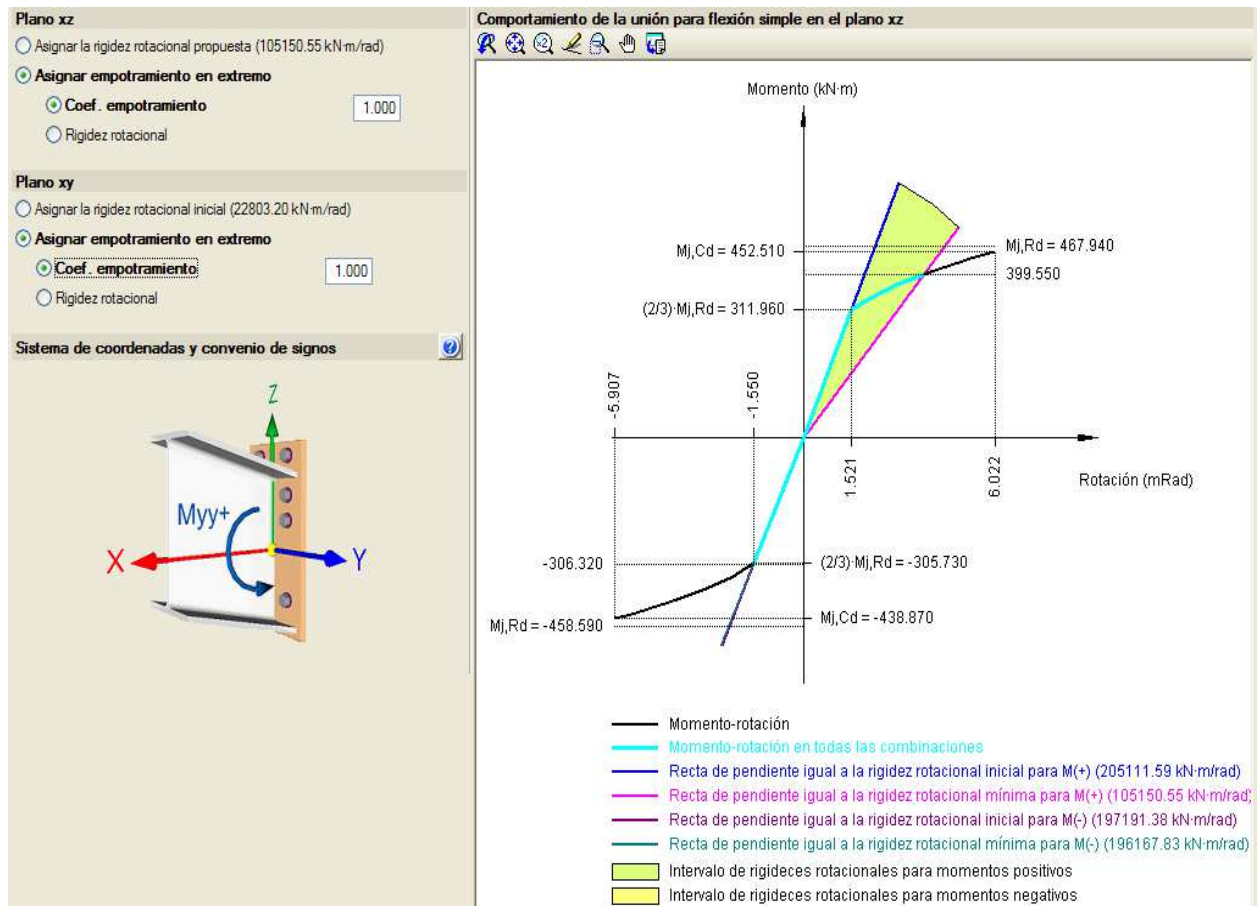 Plano xz
Asignar la rigidez rotacional propuesta (105150.55 kN·m/rad)
Asignar empotramiento en extremo
Coef. empotramiento 1.000
Rigidez rotacional
Plano xy
Asignar la rigidez rotacional inicial (22803.20 kN·m/rad)
Asignar empotramiento en extremo
Coef. empotramiento 1.000
Rigidez rotacional
Sistema de coordenadas y convenio de signos
?
Z
Myy+
X
Y
Comportamiento de la unión para flexión simple en el plano xz
x2
Momento (kN·m)
Mj,Cd = 452.510
Mj,Rd = 467.940
399.550
(2/3)·Mj,Rd = 311.960
-5.907
-1.550
1.521
6.022
Rotación (mRad)
-306.320
(2/3)·Mj,Rd = -305.730
Mj,Rd = -458.590
Mj,Cd = -438.870
Momento-rotación
Momento-rotación en todas las combinaciones
Recta de pendiente igual a la rigidez rotacional inicial para M(+) (205111.59 kN·m/rad)
Recta de pendiente igual a la rigidez rotacional mínima para M(+) (105150.55 kN·m/rad)
Recta de pendiente igual a la rigidez rotacional inicial para M(-) (197191.38 kN·m/rad)
Recta de pendiente igual a la rigidez rotacional mínima para M(-) (196167.83 kN·m/rad)
Intervalo de rigideces rotacionales para momentos positivos
Intervalo de rigideces rotacionales para momentos negativos